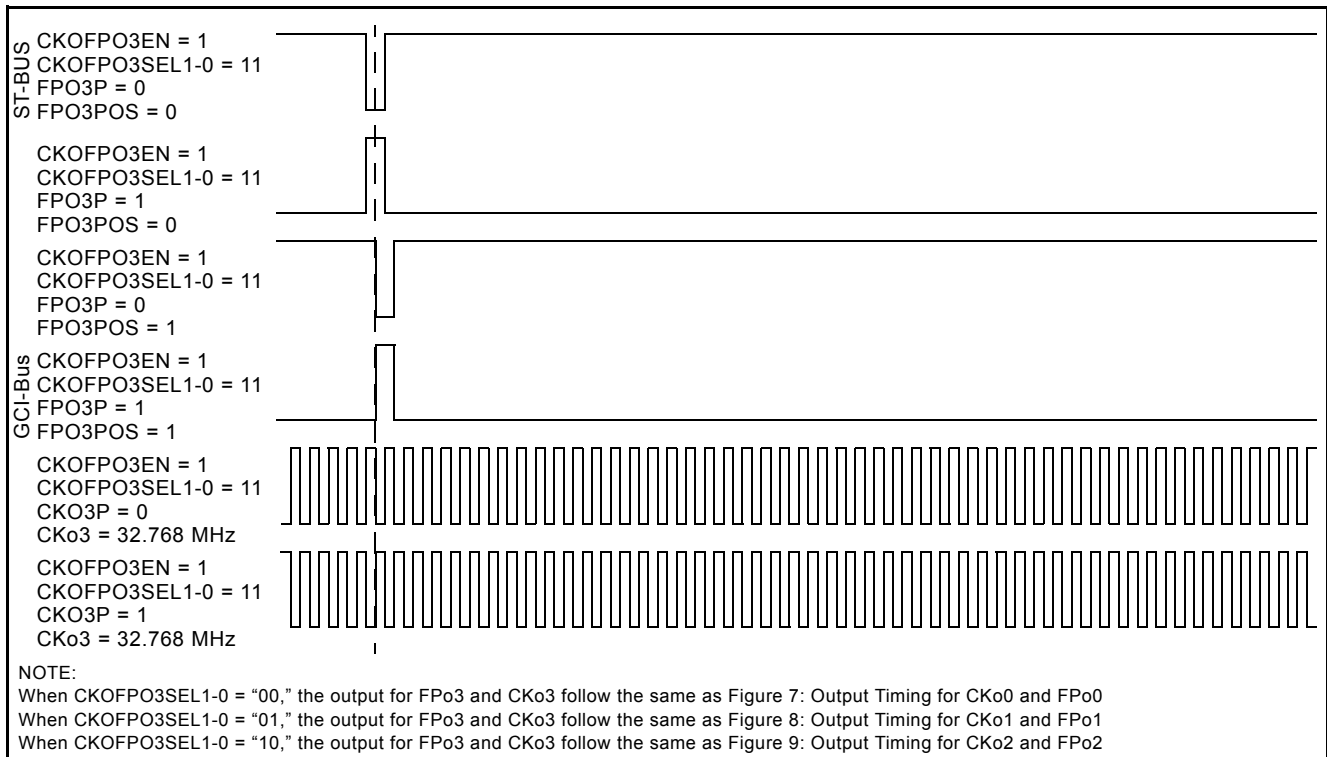 ST-BUS
CKOFPO3EN = 1
CKOFPO3SEL1-0 = 11
FPO3P = 0
FPO3POS = 0
CKOFPO3EN = 1
CKOFPO3SEL1-0 = 11
FPO3P = 1
FPO3POS = 0
CKOFPO3EN = 1
CKOFPO3SEL1-0 = 11
FPO3P = 0
FPO3POS = 1
GCI-Bus
CKOFPO3EN = 1
CKOFPO3SEL1-0 = 11
FPO3P = 1
FPO3POS = 1
CKOFPO3EN = 1
CKOFPO3SEL1-0 = 11
CKO3P = 0
CKo3 = 32.768 MHz
CKOFPO3EN = 1
CKOFPO3SEL1-0 = 11
CKO3P = 1
CKo3 = 32.768 MHz
NOTE:
When CKOFPO3SEL1-0 = “00,” the output for FPo3 and CKo3 follow the same as Figure 7: Output Timing for CKo0 and FPo0
When CKOFPO3SEL1-0 = “01,” the output for FPo3 and CKo3 follow the same as Figure 8: Output Timing for CKo1 and FPo1
When CKOFPO3SEL1-0 = “10,” the output for FPo3 and CKo3 follow the same as Figure 9: Output Timing for CKo2 and FPo2